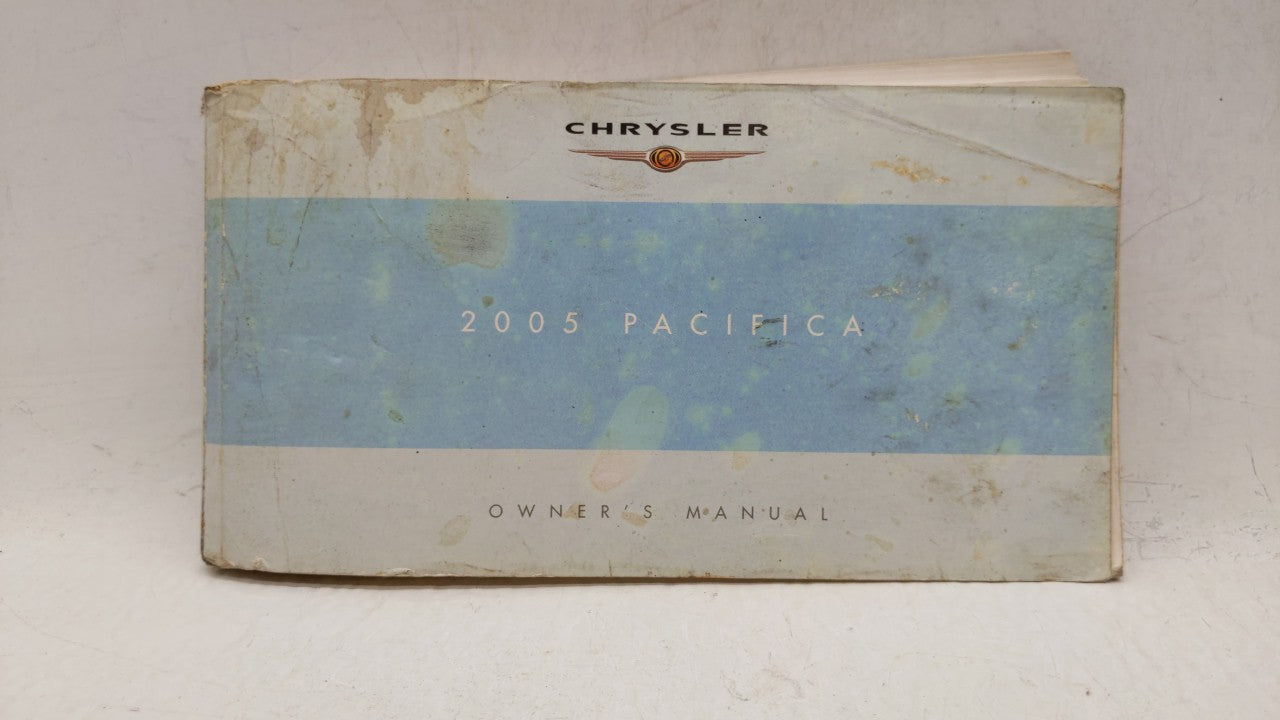 CHRYSLER
2005 PACIFICA
OWNER'S MANUAL